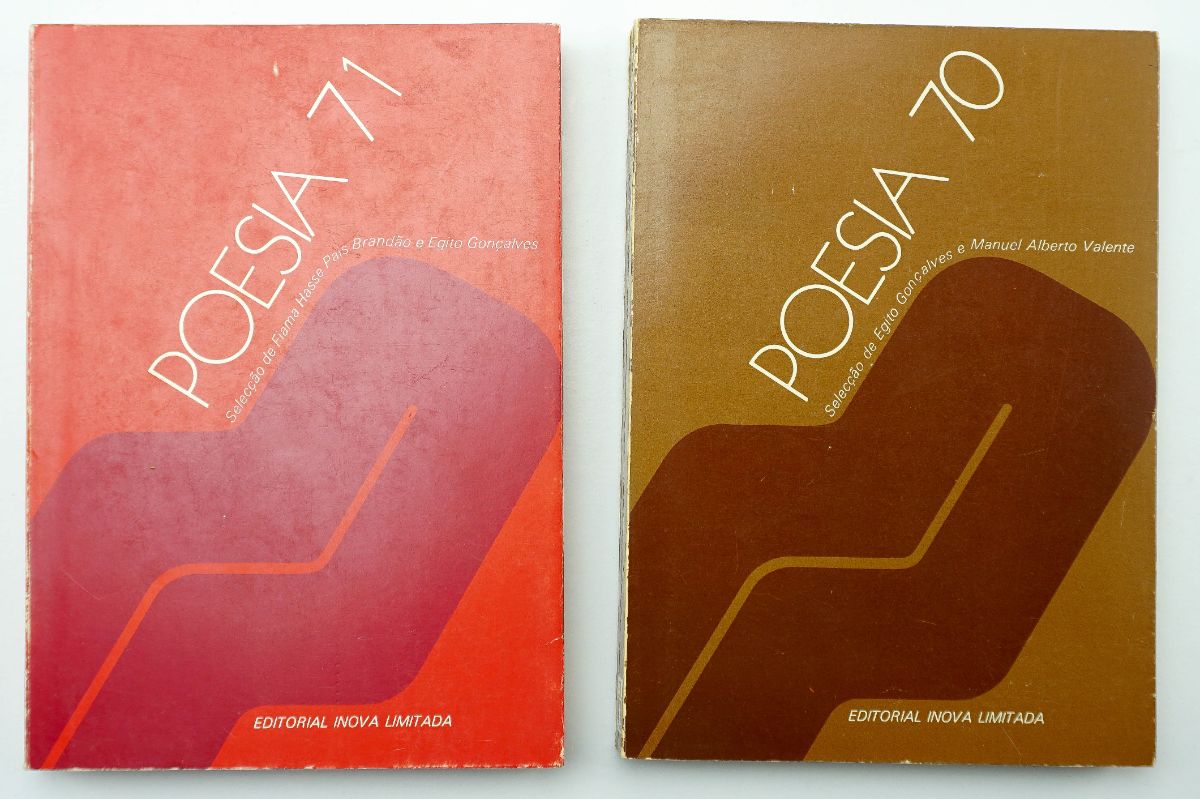 POESIA 71
Selecção de Fiama Hasse Pais Brandão e Egito Gonçalves
EDITORIAL INOVA LIMITADA
POESIA 70
Selecção de Egito Gonçalves e Manuel Alberto Valente
EDITORIAL INOVA LIMITADA